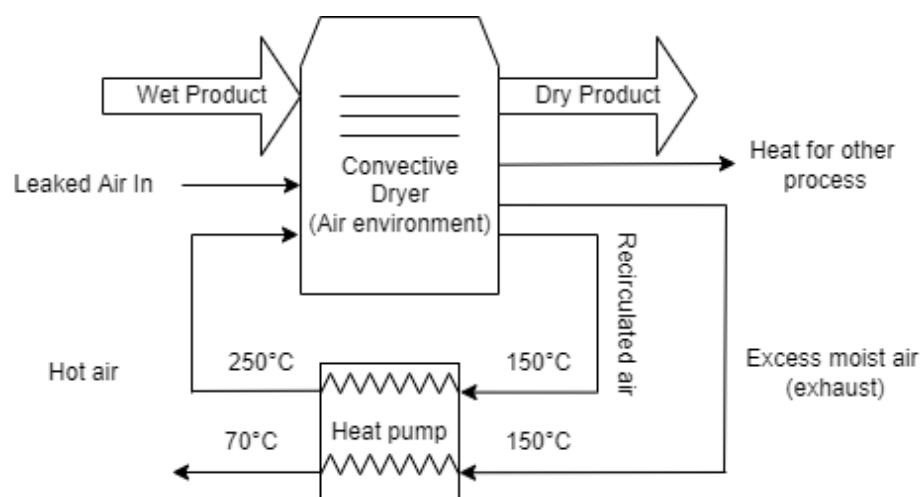 Wet Product
Dry Product
Convective
Dryer
(Air environment)
Heat for other
process
Leaked Air In
Recirculated air
Hot air
250°C
150°C
Excess moist air
(exhaust)
Heat pump
70°C
150°C